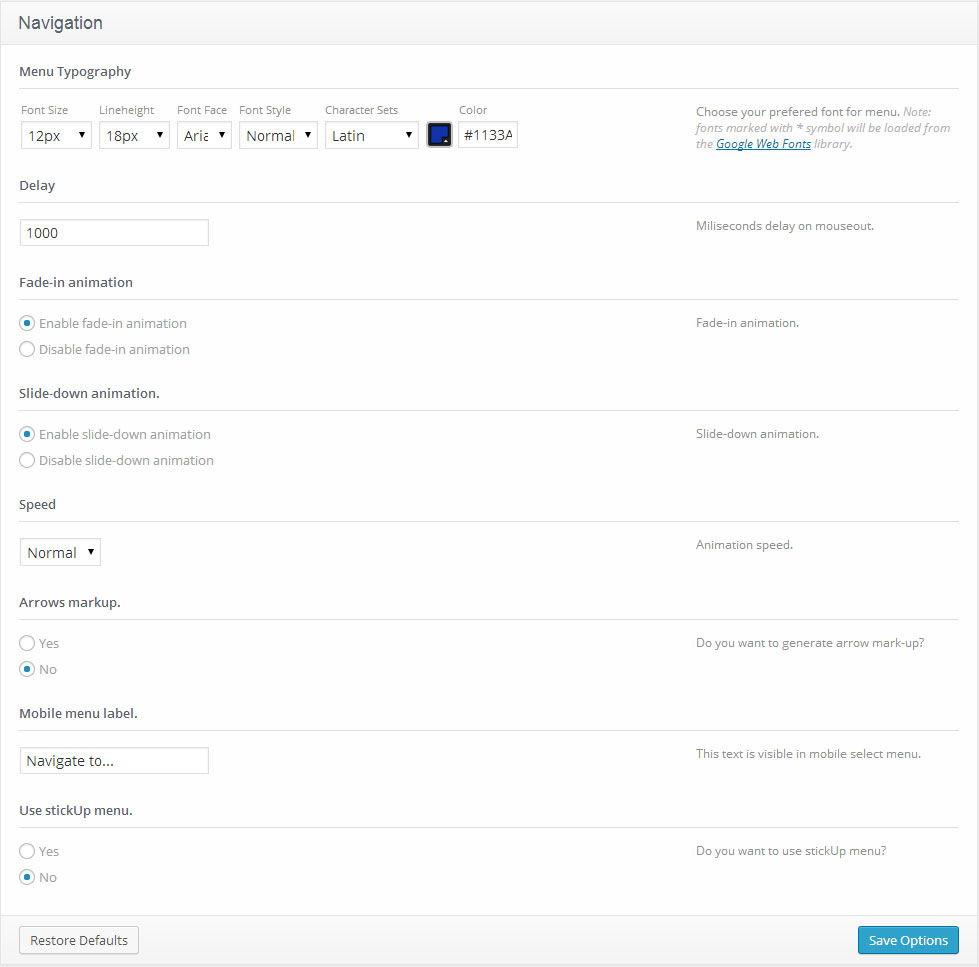 Navigation
Menu Typography
Font Size Lineheight Font Face Font Style Character Sets Color
12px 18px Aria Normal Latin #1133A
Choose your prefered font for menu. Note:
fonts marked with * symbol will be loaded from
the Google Web Fonts library.
Delay
1000
Miliseconds delay on mouseout.
Fade-in animation
Enable fade-in animation
Fade-in animation.
Disable fade-in animation
Slide-down animation.
Enable slide-down animation
Slide-down animation.
Disable slide-down animation
Speed
Normal
Animation speed.
Arrows markup.
Yes
Do you want to generate arrow mark-up?
No
Mobile menu label.
Navigate to...
This text is visible in mobile select menu.
Use stickUp menu.
Yes
Do you want to use stickUp menu?
No
Restore Defaults
Save Options